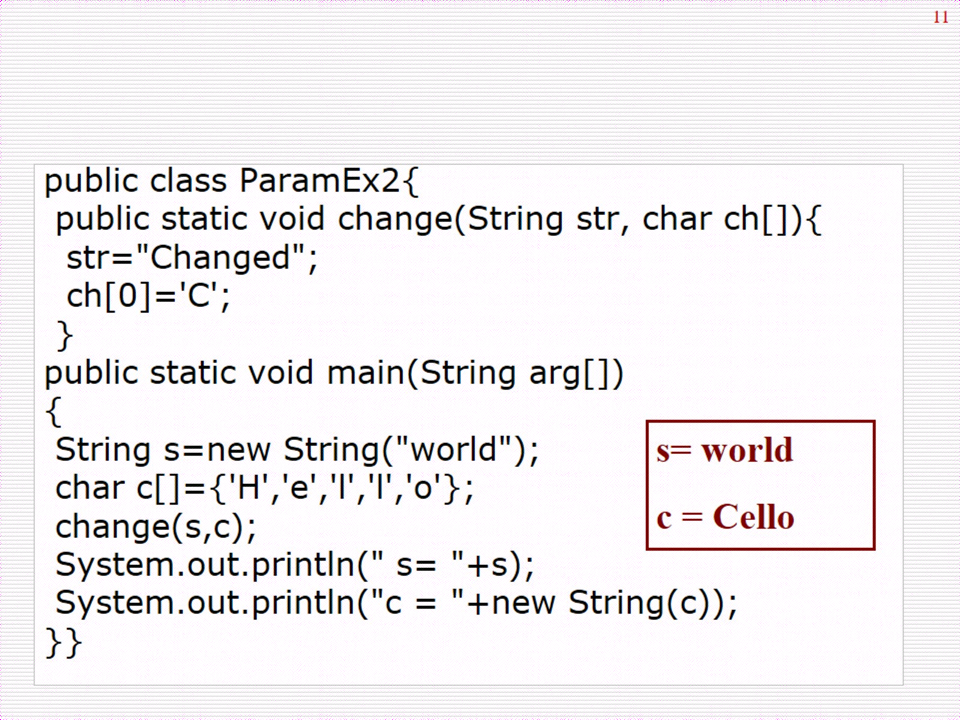 11
public class ParamEx2{
public static void change(String str, char ch[]){
str="Changed";
ch[0]='C';
}
public static void main(String arg[])
{
String s=new String("world");
char c[]={'H','e','l','l','o'};
change(s,c);
System.out.println(" s= "+s);
System.out.println("c = "+new String(c));
}}
s= world
c = Cello